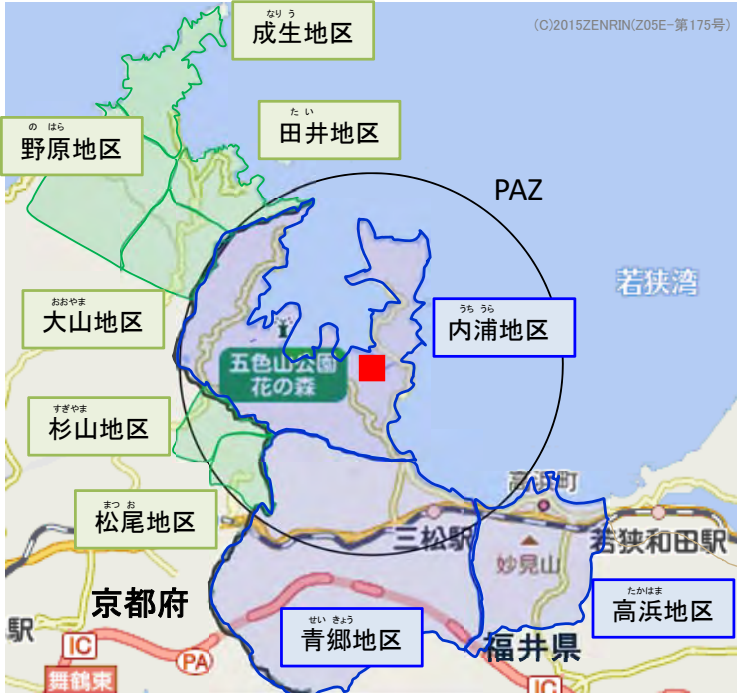 (C)2015ZENRIN(Z05E-第175号)
なり う
成生地区
の はら
野原地区
た い
田井地区
PAZ
若狭湾
おおやま
大山地区
うち うら
内浦地区
五色山公園
花の森
すぎやま
杉山地区
高浜町
まつ お
松尾地区
三松駅
若狭和田駅
妙見山
京都府
たかはま
高浜地区
せい きょう
青郷地区
福井県
駅
IC
PA
舞鶴東
IC